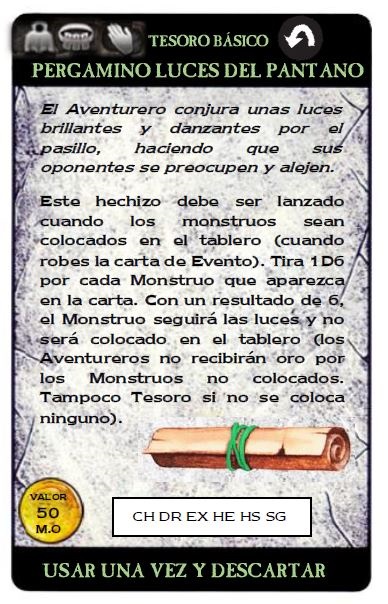 TESORO BÁSICO
PERGAMINO LUCES DEL PANTANO
El Aventurero conjura unas luces
brillantes y danzantes por el
pasillo, haciendo que sus
oponentes se preocupen y alejen.
Este hechizo debe ser lanzado
cuando los monstruos sean
colocados en el tablero (cuando
robes la carta de Evento). Tira 1D6
por cada Monstruo que aparezca
en la carta. Con un resultado de 6,
el Monstruo seguirá las luces y no
será colocado en el tablero (los
Aventureros no recibirán oro por
los Monstruos no colocados.
Tampoco Tesoro si no se coloca
ninguno).
VALOR
50
M.O
CH DR EX HE HS SG
USAR UNA VEZ Y DESCARTAR